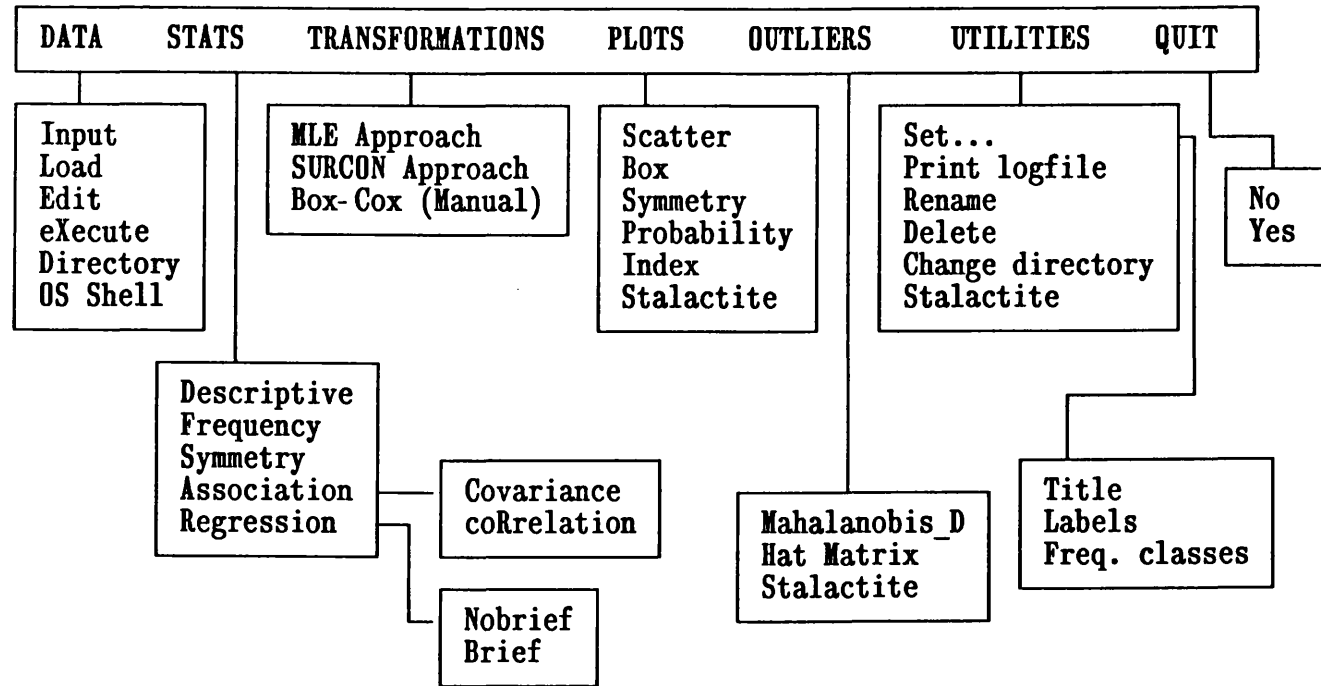 DATA STATS TRANSFORMATIONS PLOTS OUTLIERS UTILITIES QUIT
Input
Load
Edit
eXecute
Directory
OS Shell
MLE Approach
SURCON Approach
Box-Cox (Manual)
Scatter
Box
Symmetry
Probability
Index
Stalactite
Set...
Print logfile
Rename
Delete
Change directory
Stalactite
No
Yes
Descriptive
Frequency
Symmetry
Association
Regression
Covariance
coRrelation
Nobrief
Brief
Mahalanobis_D
Hat Matrix
Stalactite
Title
Labels
Freq. classes